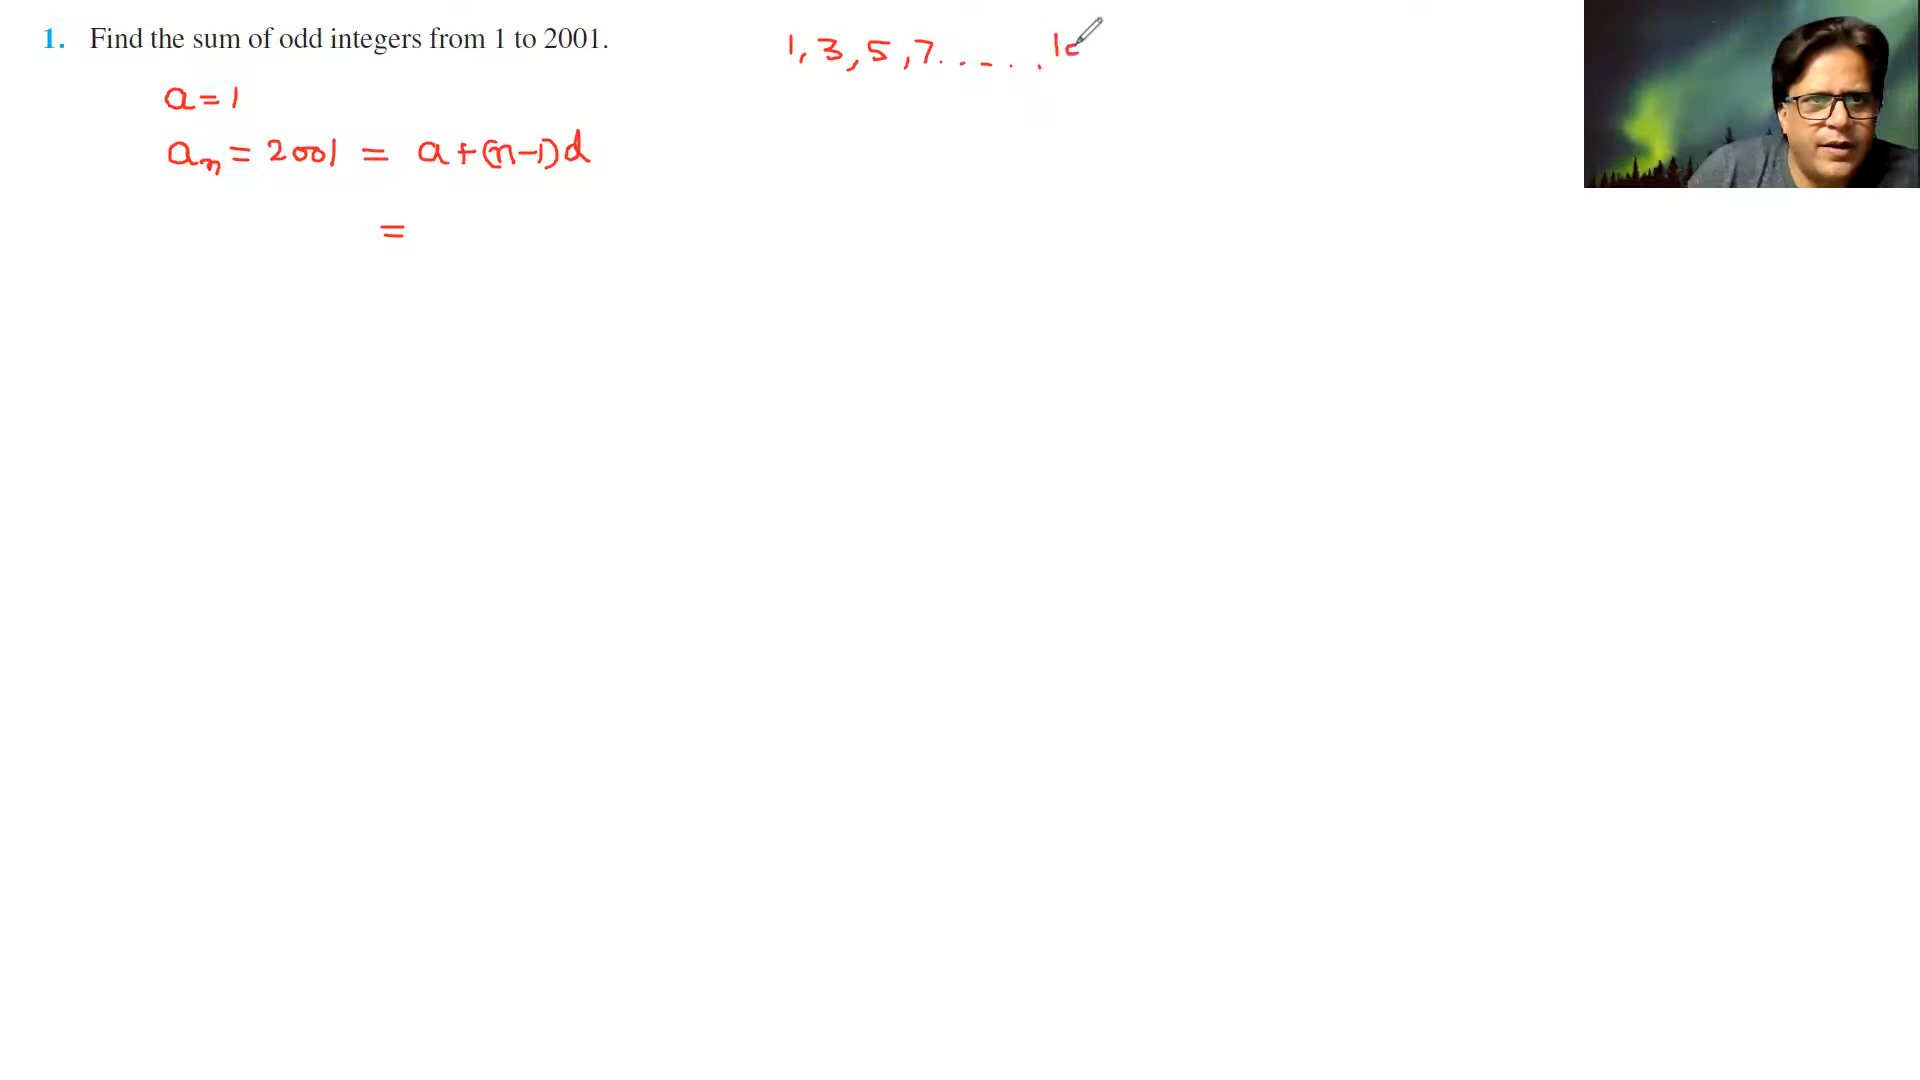 1. Find the sum of odd integers from 1 to 2001.
1, 3, 5, 7 . . - . . 10
a = 1
an = 2001 = a + (n-1)d
=